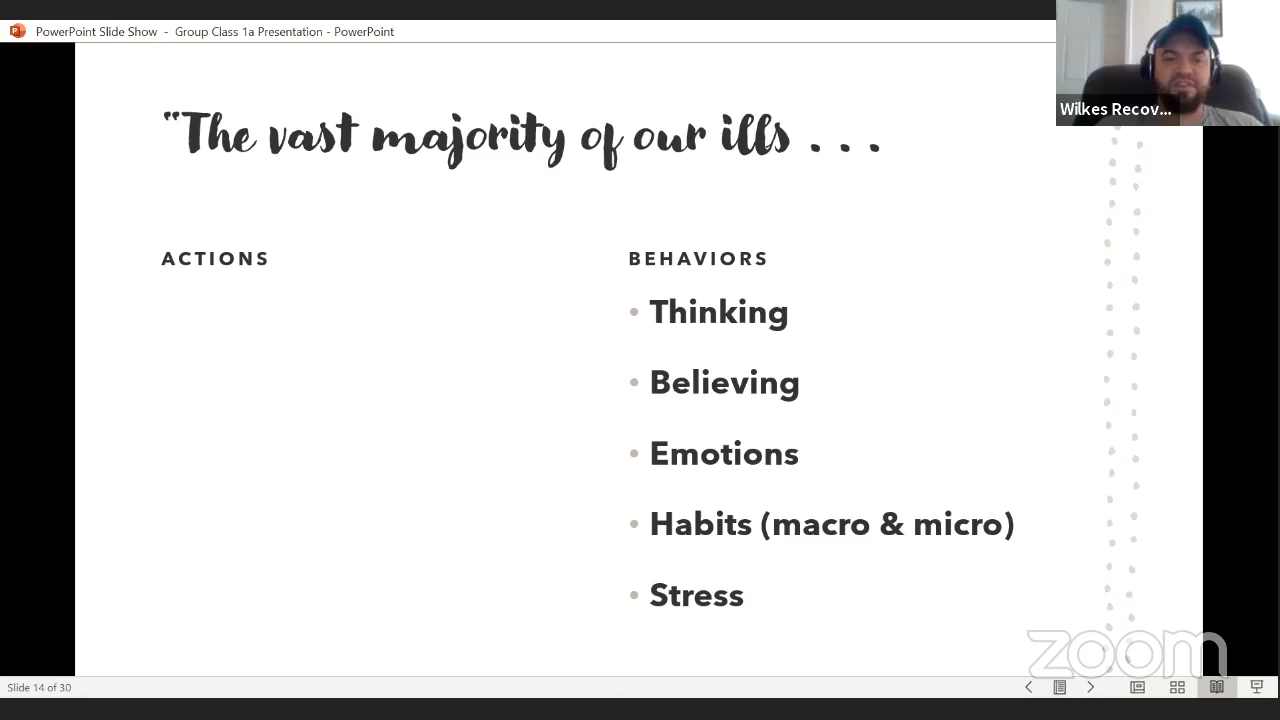 PowerPoint Slide Show - Group Class 1a Presentation - PowerPoint
Wilkes Recov...
“The vast majority of our ills . . .
ACTIONS
BEHAVIORS
• Thinking
• Believing
• Emotions
• Habits (macro & micro)
• Stress
zoom
Slide 14 of 30